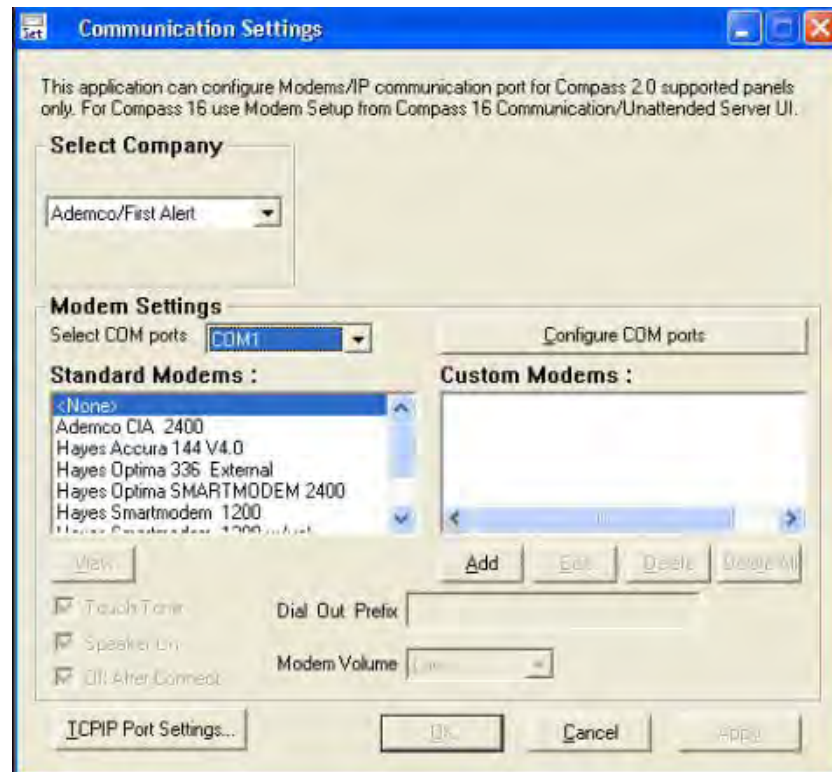 Set Communication Settings
This application can configure Modems/IP communication port for Compass 2.0 supported panels
only. For Compass 16 use Modem Setup from Compass 16 Communication/Unattended Server UI.
Select Company
Ademco/First Alert
Modem Settings
Select COM ports COM1 Configure COM ports
Standard Modems : Custom Modems :
<None>
Ademco CIA 2400
Hayes Accura 144 V4.0
Hayes Optima 336 External
Hayes Optima SMARTMODEM 2400
Hayes Smartmodem 1200
View Add Edit Delete Delete All
Touch Tone Dial Out Prefix
Speaker On
Modem Volume
Off After Connect
TCPIP Port Settings... OK Cancel Apply